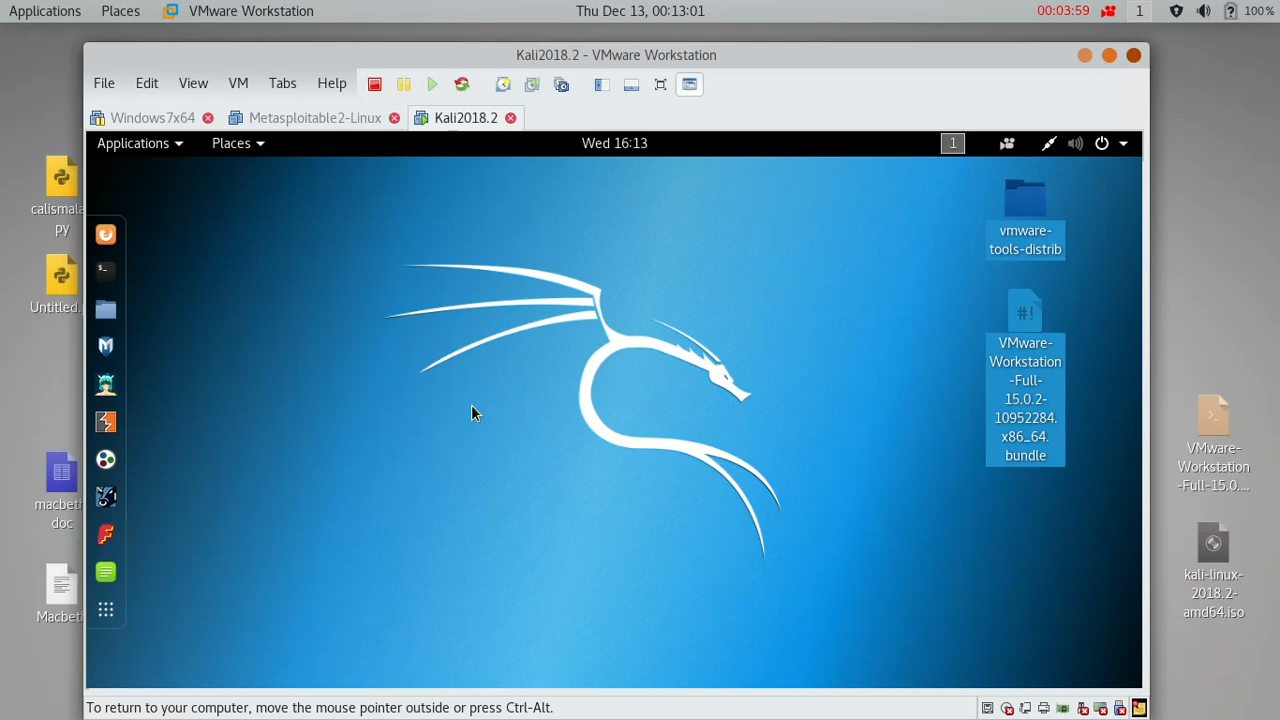 Applications Places VMware Workstation Thu Dec 13, 00:13:01 00:03:59 1 100%
Kali2018.2 - VMware Workstation
File Edit View VM Tabs Help
Windows7x64 Metasploitable2-Linux Kali2018.2
Applications Places Wed 16:13 1
calismala
py
Untitled.p
macbeth
doc
Macbet
vmware-
tools-distrib
#!
VMware-
Workstation
-Full-
15.0.2-
10952284.
x86_64.
bundle
VMware-
Workstation
-Full-15.0....
kali-linux-
2018.2-
amd64.iso
To return to your computer, move the mouse pointer outside or press Ctrl-Alt.